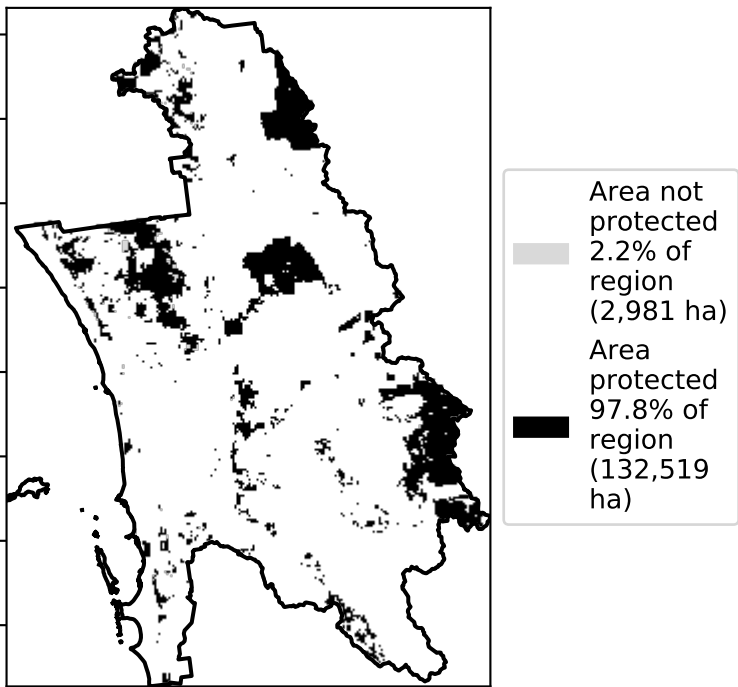 Area not
protected
2.2% of
region
(2,981 ha)
Area
protected
97.8% of
region
(132,519
ha)